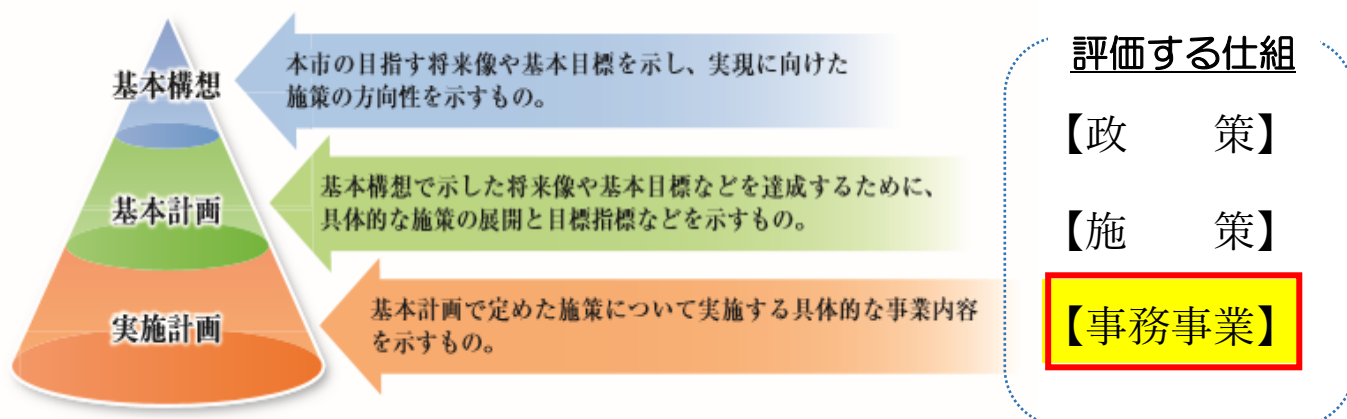 基本構想
本市の目指す将来像や基本目標を示し、実現に向けた
施策の方向性を示すもの。
基本計画
基本構想で示した将来像や基本目標などを達成するために、
具体的な施策の展開と目標指標などを示すもの。
実施計画
基本計画で定めた施策について実施する具体的な事業内容
を示すもの。
評価する仕組
【政　　策】
【施　　策】
【事務事業】